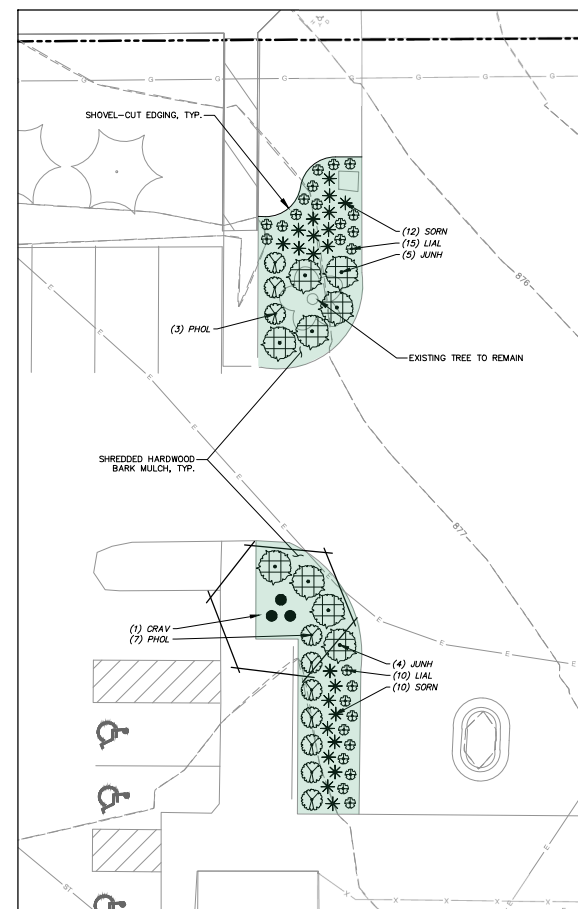 G G G G G G G G
SHOVEL-CUT EDGING, TYP.
(12) SORN
(15) LIAL
(5) JUNH
876
(3) PHOL
EXISTING TREE TO REMAIN
E
E
E
SHREDDED HARDWOOD
BARK MULCH, TYP.
E
877
E
E
(1) CRAV
(7) PHOL
E
E
E
(4) JUNH
(10) LIAL
(10) SORN
E
ST
E
X X X X X